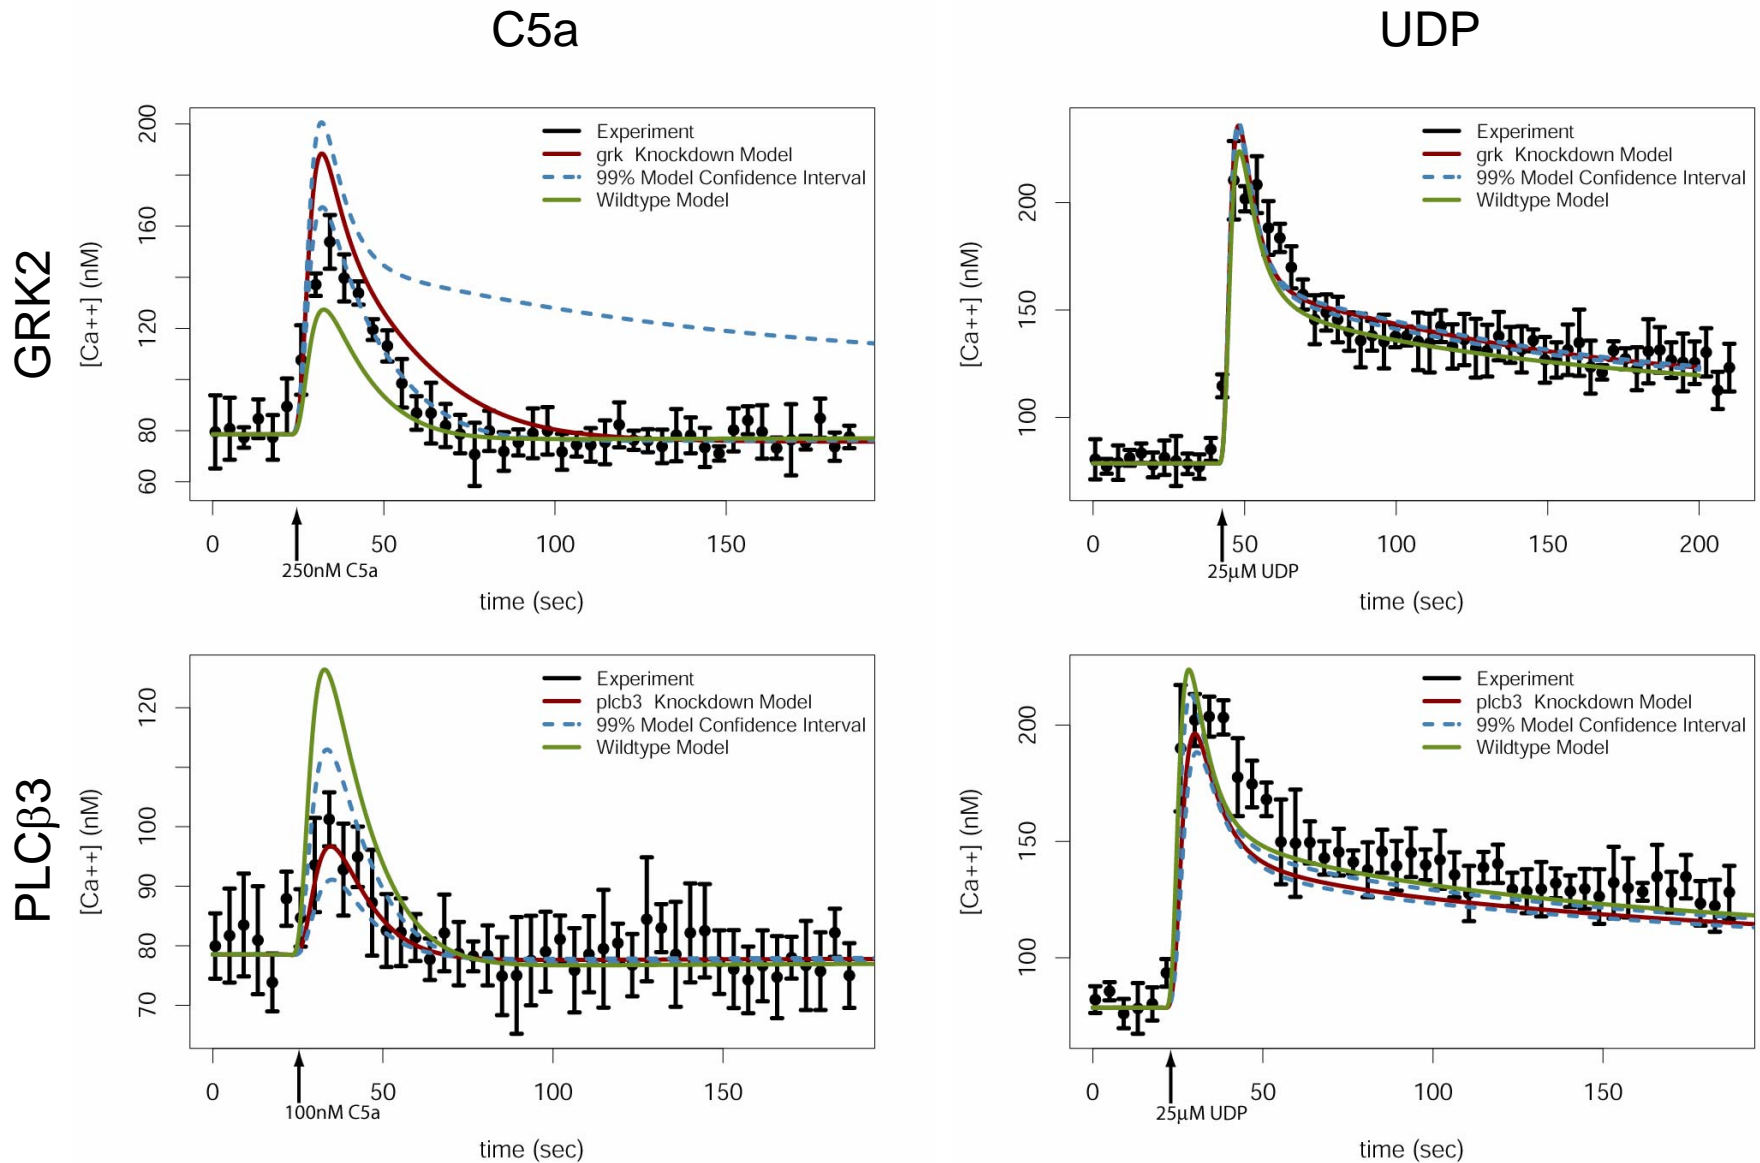 C5a
UDP
GRK2
200
160
120
80
60
[Ca++] (nM)
Experiment
grk Knockdown Model
99% Model Confidence Interval
Wildtype Model
0 50 100 150
250nM C5a
time (sec)
200
150
100
[Ca++] (nM)
Experiment
grk Knockdown Model
99% Model Confidence Interval
Wildtype Model
0 50 100 150 200
25μM UDP
time (sec)
PLCβ3
120
100
90
80
70
[Ca++] (nM)
Experiment
plcb3 Knockdown Model
99% Model Confidence Interval
Wildtype Model
0 50 100 150
100nM C5a
time (sec)
200
150
100
[Ca++] (nM)
Experiment
plcb3 Knockdown Model
99% Model Confidence Interval
Wildtype Model
0 50 100 150
25μM UDP
time (sec)